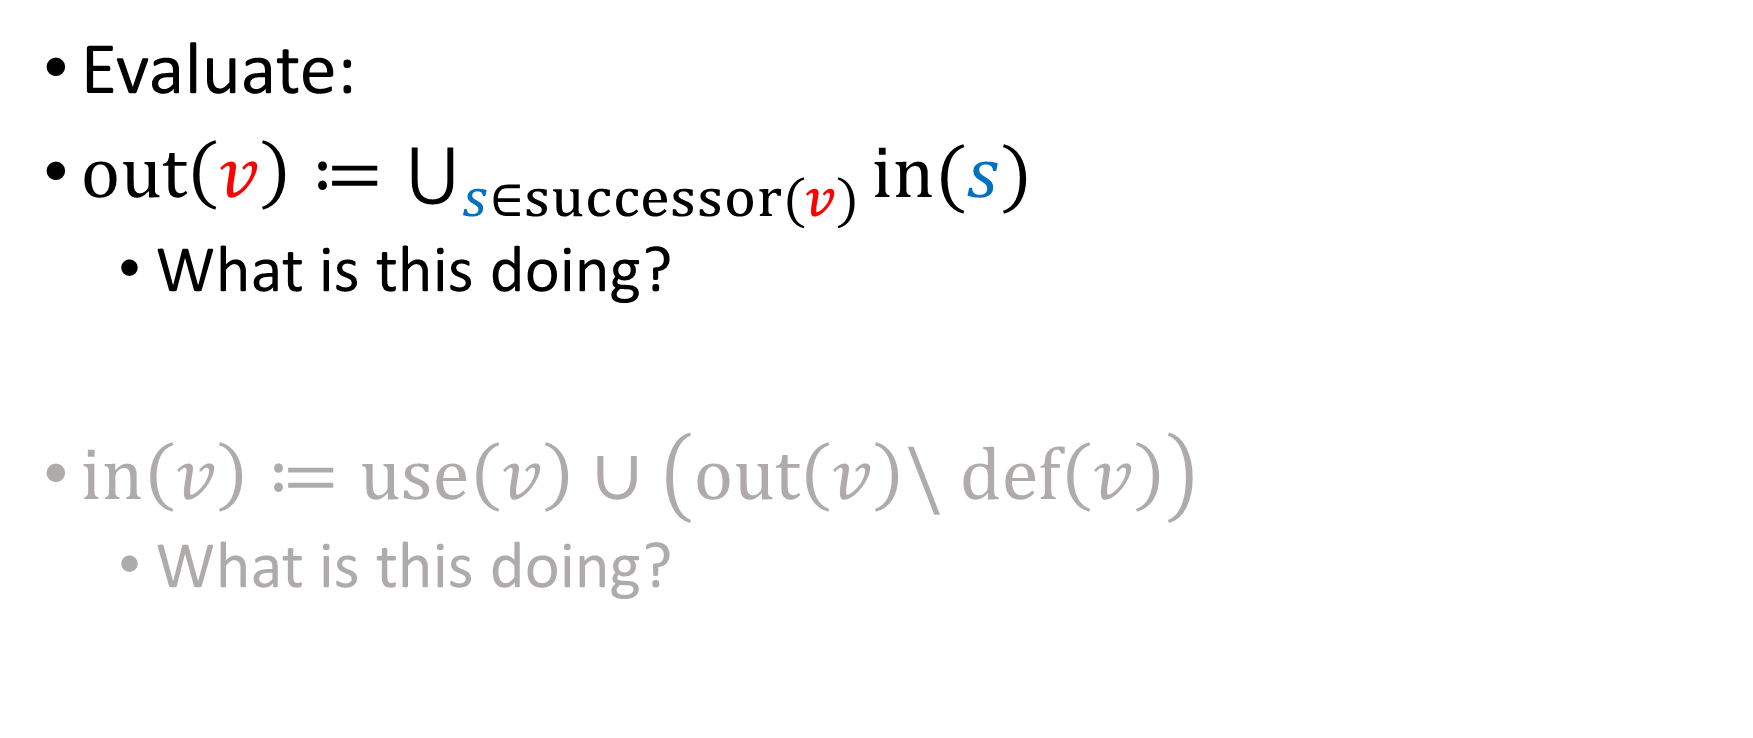 • Evaluate:
• out(v) ≔ ⋃s∈successor(v) in(s)
• What is this doing?
• in(v) ≔ use(v) ∪ (out(v)\ def(v))
• What is this doing?